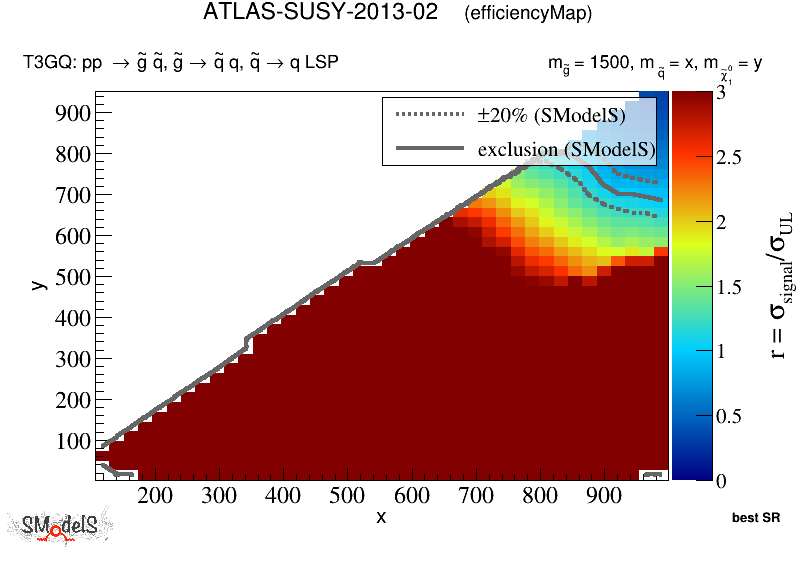 ATLAS-SUSY-2013-02 (efficiencyMap)
T3GQ: pp → g̃ q̃, g̃ → q̃ q, q̃ → q LSP
m_g̃ = 1500, m_q̃ = x, m_χ̃₁⁰ = y
±20% (SModelS)
exclusion (SModelS)
900
800
700
600
500
400
300
200
100
y
200 300 400 500 600 700 800 900
x
3
2.5
2
1.5
1
0.5
0
r = σ_signal/σ_UL
SModelS
best SR